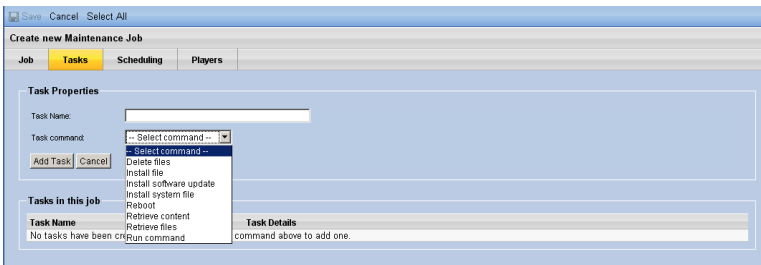 Save Cancel Select All
Create new Maintenance Job
Job Tasks Scheduling Players
Task Properties
Task Name:
Task command: -- Select command --
-- Select command --
Add Task Cancel Delete files
Install file
Install software update
Install system file
Tasks in this job Reboot
Retrieve content
Task Name Retrieve files Task Details
No tasks have been Run command command above to add one.